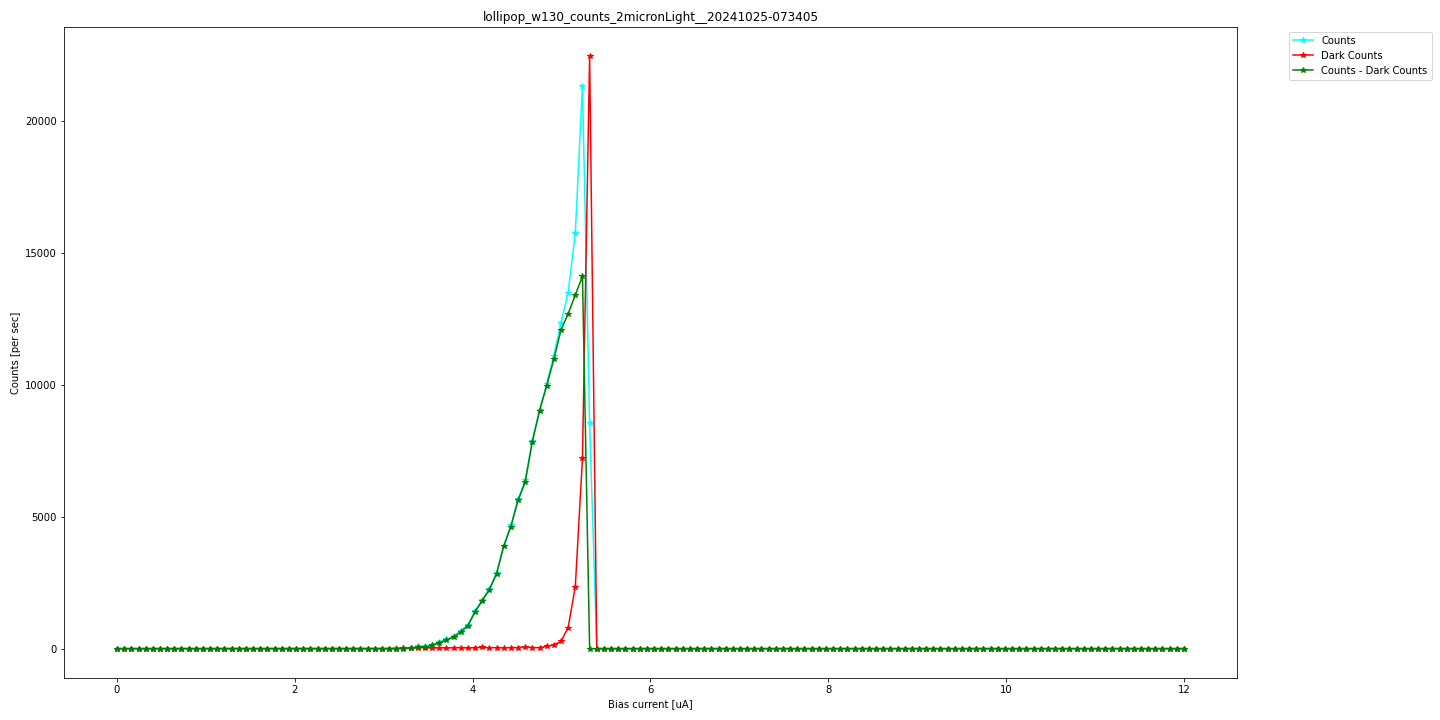 lollipop_w130_counts_2micronLight__20241025-073405
Counts
Dark Counts
Counts - Dark Counts
20000
15000
10000
5000
0
Counts [per sec]
0 2 4 6 8 10 12
Bias current [uA]